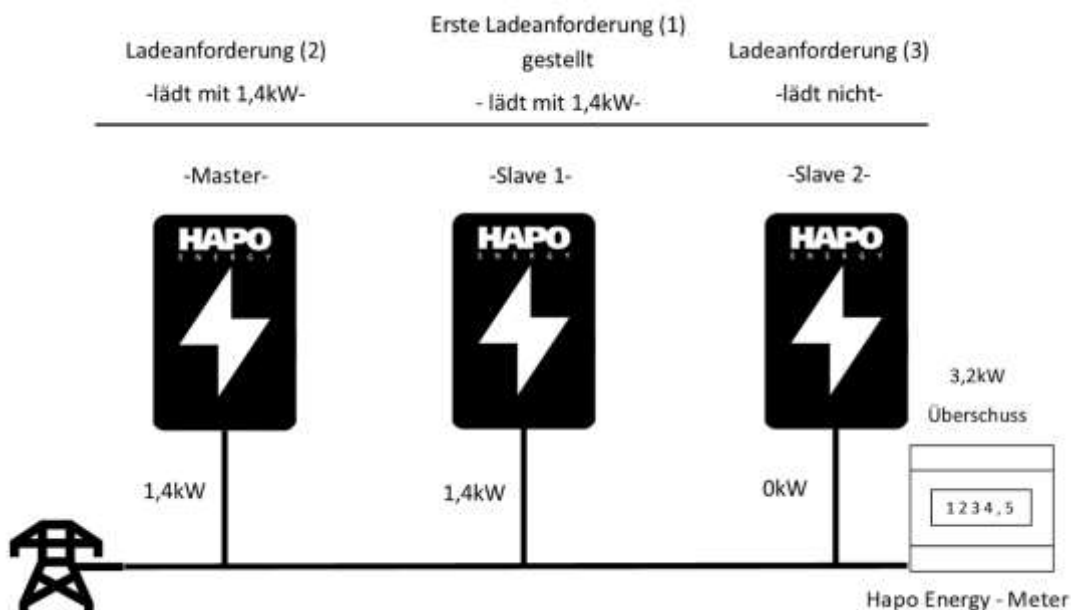 Ladeanforderung (2)
-lädt mit 1,4kW-
Erste Ladeanforderung (1)
gestellt
- lädt mit 1,4kW-
Ladeanforderung (3)
-lädt nicht-
-Master-
-Slave 1-
-Slave 2-
HAPO
ENERGY
HAPO
ENERGY
HAPO
ENERGY
3,2kW
Überschuss
1,4kW
1,4kW
0kW
1234,5
Hapo Energy - Meter